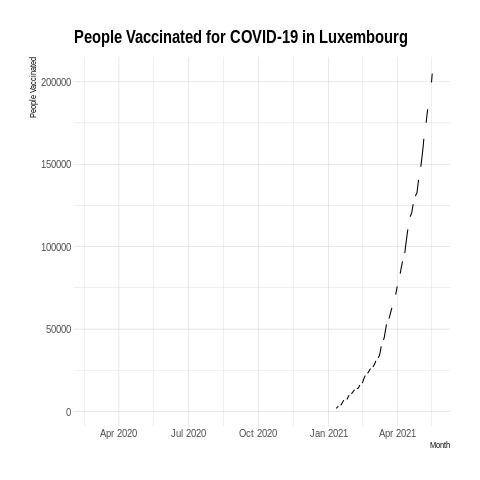 People Vaccinated for COVID-19 in Luxembourg
People Vaccinated
200000
150000
100000
50000
0
Apr 2020 Jul 2020 Oct 2020 Jan 2021 Apr 2021
Month